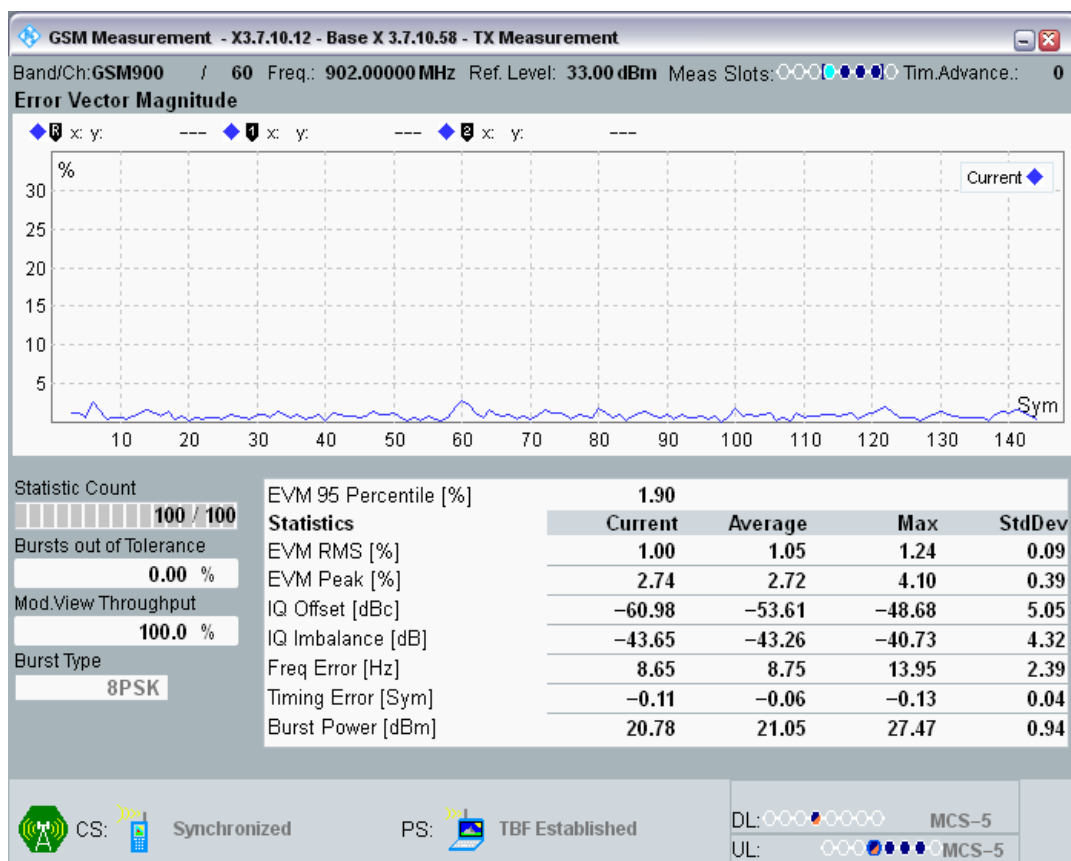 GSM Measurement - X3.7.10.12 - Base X 3.7.10.58 - TX Measurement
Band/Ch:GSM900 / 60 Freq.: 902.00000 MHz Ref. Level: 33.00 dBm Meas Slots: Tim.Advance.: 0
Error Vector Magnitude
R x: y: --- 1 x: y: --- 2 x: y: ---
%
Current
30
25
20
15
10
5
Sym
10 20 30 40 50 60 70 80 90 100 110 120 130 140
Statistic Count
100 / 100
Bursts out of Tolerance
0.00 %
Mod.View Throughput
100.0 %
Burst Type
8PSK
EVM 95 Percentile [%] 1.90
Statistics Current Average Max StdDev
EVM RMS [%] 1.00 1.05 1.24 0.09
EVM Peak [%] 2.74 2.72 4.10 0.39
IQ Offset [dBc] −60.98 −53.61 −48.68 5.05
IQ Imbalance [dB] −43.65 −43.26 −40.73 4.32
Freq Error [Hz] 8.65 8.75 13.95 2.39
Timing Error [Sym] −0.11 −0.06 −0.13 0.04
Burst Power [dBm] 20.78 21.05 27.47 0.94
CS: Synchronized PS: TBF Established
DL: MCS−5
UL: MCS−5